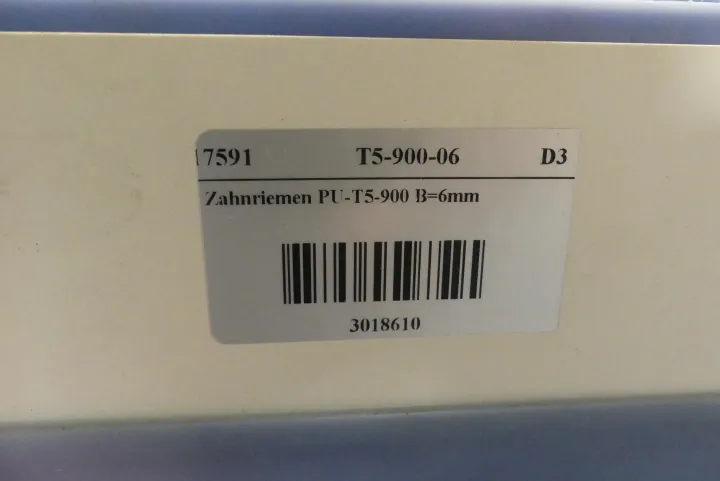 17591 T5-900-06 D3
Zahnriemen PU-T5-900 B=6mm
3018610